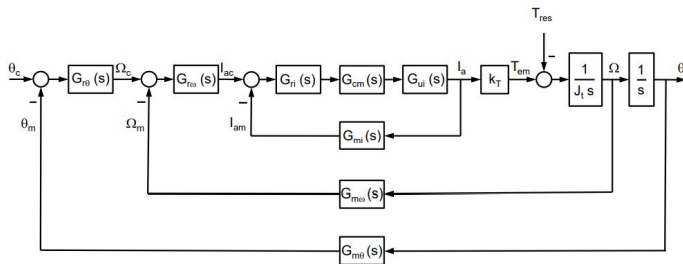 T_res
θ_c
G_rθ (s)
Ω_c
G_rω (s)
I_ac
G_ri (s)
G_cm (s)
G_ui (s)
I_a
k_T
T_em
1
J_t s
Ω
1
s
θ
θ_m
Ω_m
I_am
G_mi (s)
G_mω (s)
G_mθ (s)